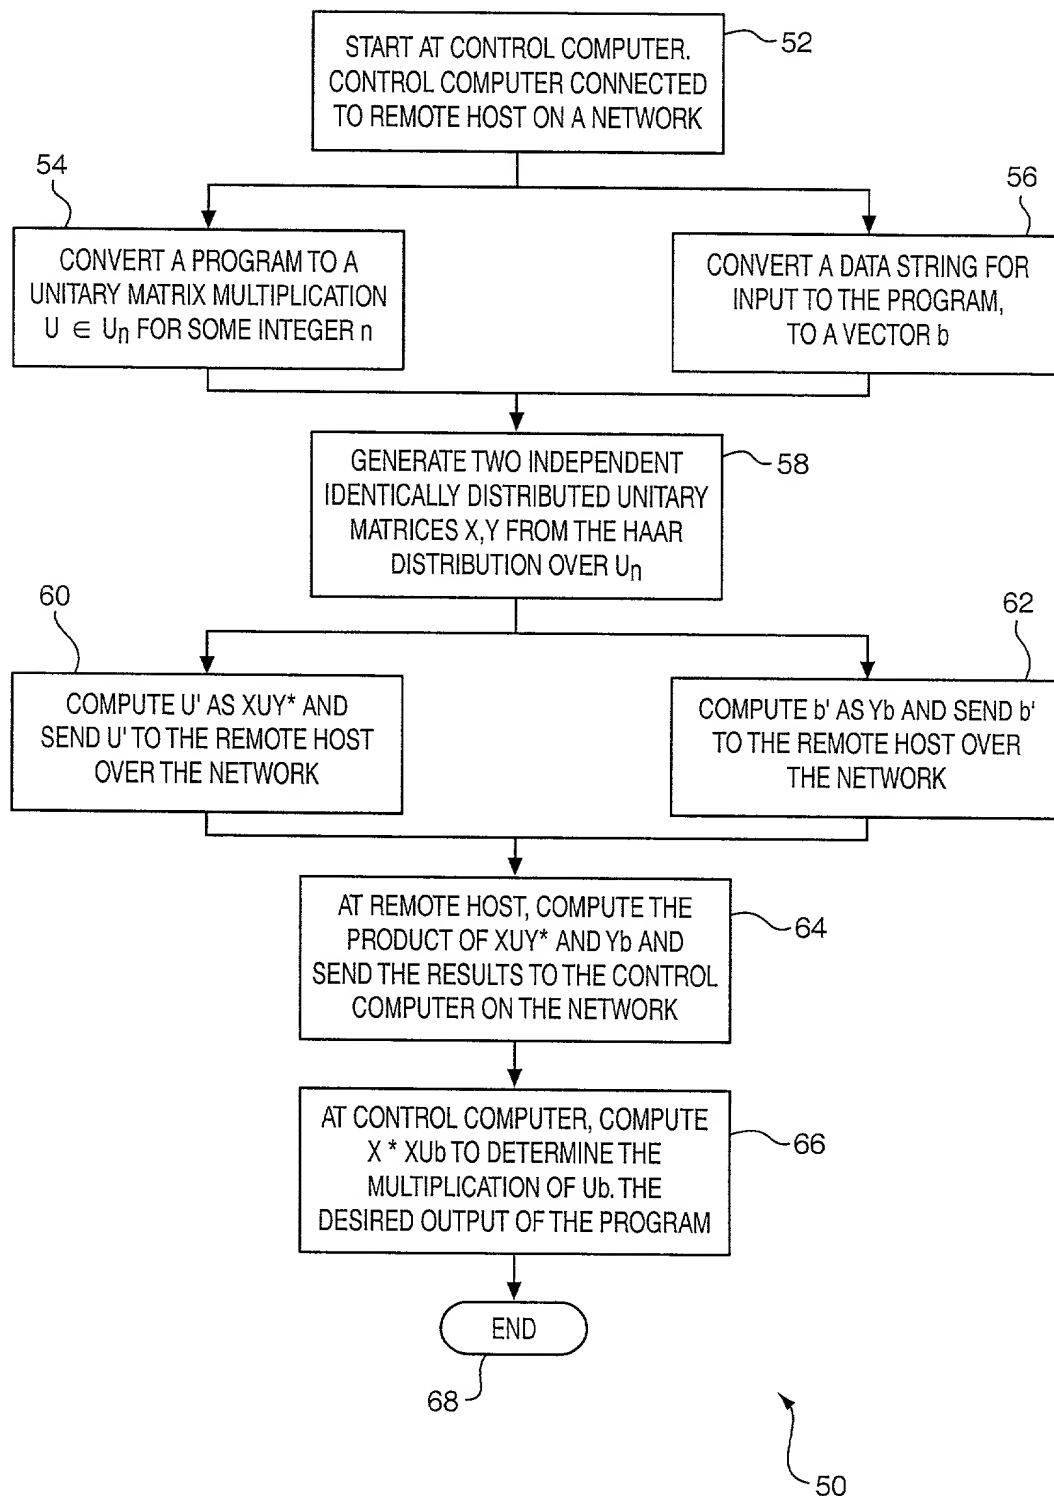 START AT CONTROL COMPUTER.
CONTROL COMPUTER CONNECTED
TO REMOTE HOST ON A NETWORK
52
54
CONVERT A PROGRAM TO A
UNITARY MATRIX MULTIPLICATION
U ∈ Un FOR SOME INTEGER n
56
CONVERT A DATA STRING FOR
INPUT TO THE PROGRAM,
TO A VECTOR b
GENERATE TWO INDEPENDENT
IDENTICALLY DISTRIBUTED UNITARY
MATRICES X,Y FROM THE HAAR
DISTRIBUTION OVER Un
58
60
COMPUTE U' AS XUY* AND
SEND U' TO THE REMOTE HOST
OVER THE NETWORK
62
COMPUTE b' AS Yb AND SEND b'
TO THE REMOTE HOST OVER
THE NETWORK
AT REMOTE HOST, COMPUTE THE
PRODUCT OF XUY* AND Yb AND
SEND THE RESULTS TO THE CONTROL
COMPUTER ON THE NETWORK
64
AT CONTROL COMPUTER, COMPUTE
X * XUb TO DETERMINE THE
MULTIPLICATION OF Ub. THE
DESIRED OUTPUT OF THE PROGRAM
66
END
68
50